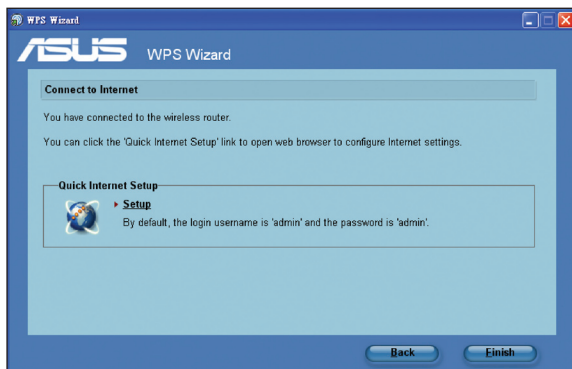 WPS Wizard
ASUS WPS Wizard
Connect to Internet
You have connected to the wireless router.
You can click the 'Quick Internet Setup' link to open web browser to configure Internet settings.
Quick Internet Setup
Setup
By default, the login username is 'admin' and the password is 'admin'.
Back Finish